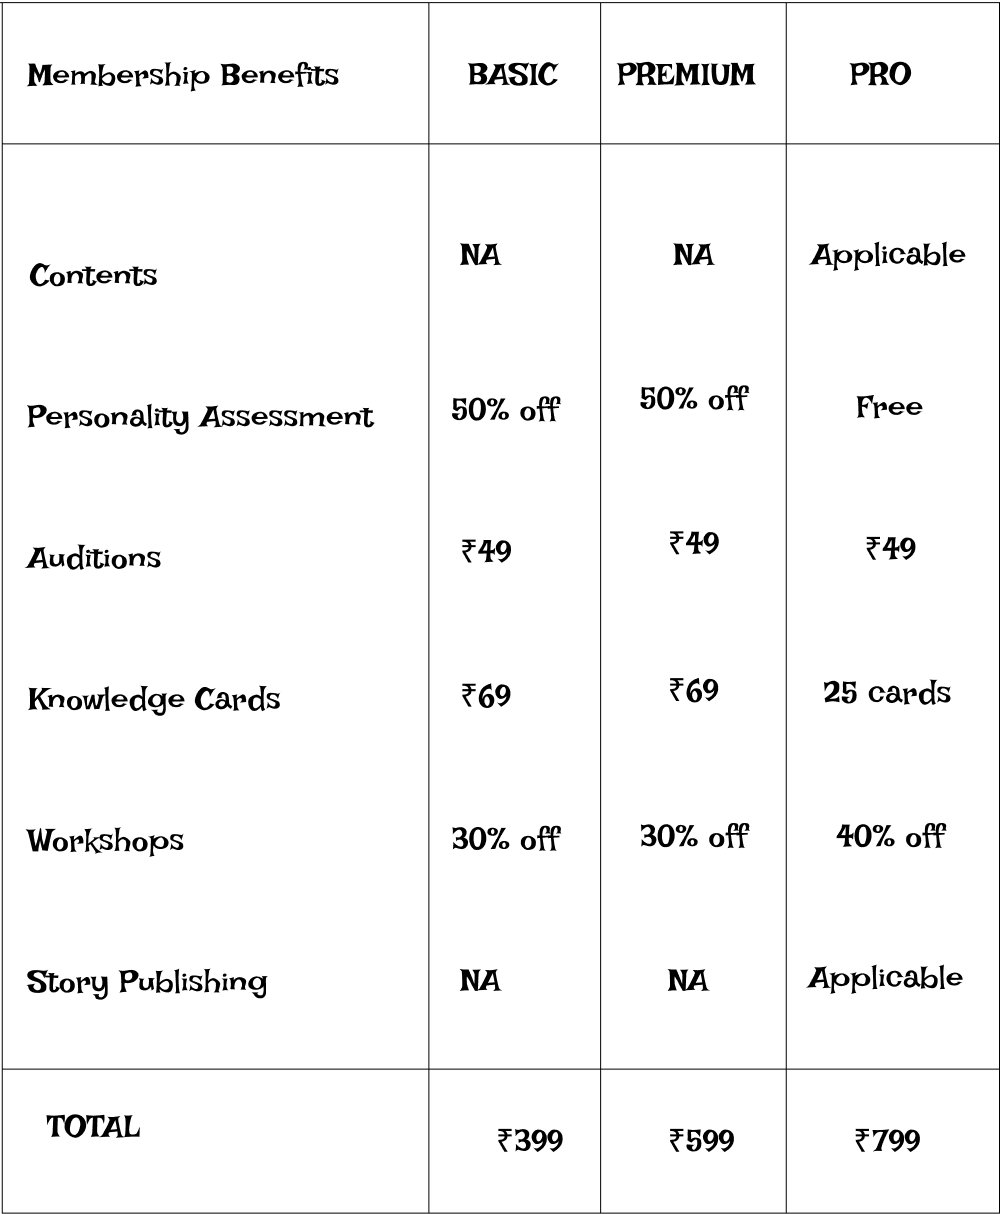 Membership Benefits BASIC PREMIUM PRO
Contents NA NA Applicable
Personality Assessment 50% off 50% off Free
Auditions ₹49 ₹49 ₹49
Knowledge Cards ₹69 ₹69 25 cards
Workshops 30% off 30% off 40% off
Story Publishing NA NA Applicable
TOTAL ₹399 ₹599 ₹799